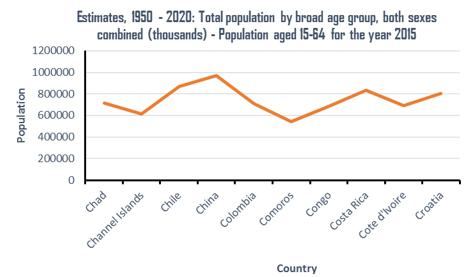 Estimates, 1950 - 2020: Total population by broad age group, both sexes
combined (thousands) - Population aged 15-64 for the year 2015
1200000
1000000
800000
600000
400000
200000
0
Population
Chad
Channel Islands
Chile
China
Colombia
Comoros
Congo
Costa Rica
Cote d'Ivoire
Croatia
Country